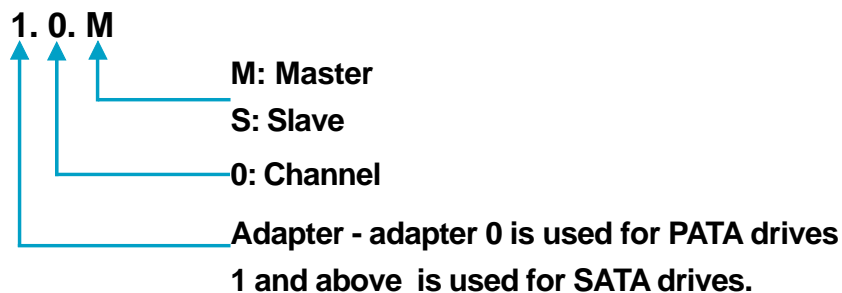 1. 0. M
M: Master
S: Slave
0: Channel
Adapter - adapter 0 is used for PATA drives
1 and above is used for SATA drives.